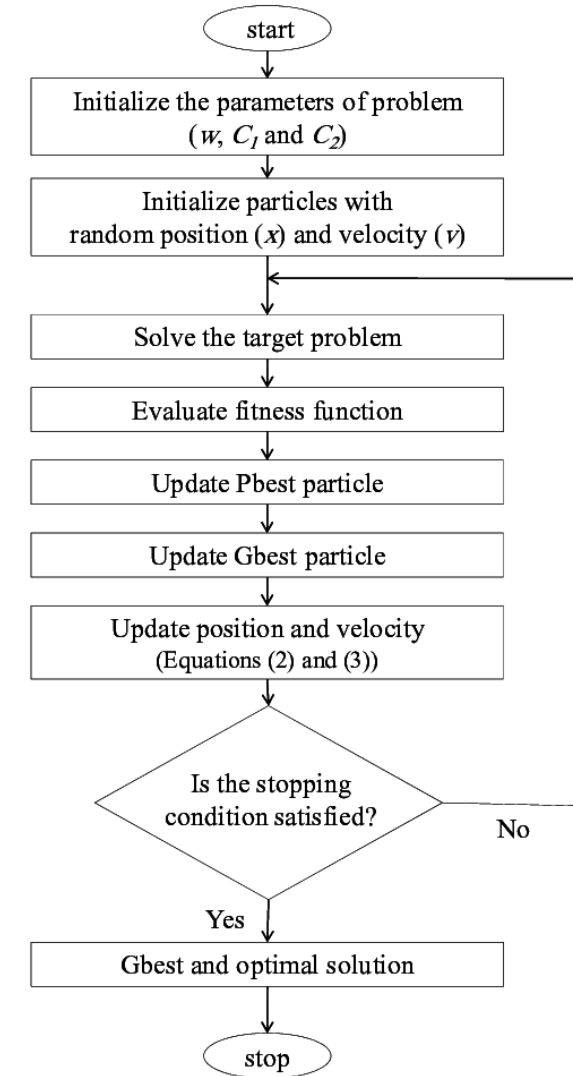 start
Initialize the parameters of problem
(w, C1 and C2)
Initialize particles with
random position (x) and velocity (v)
Solve the target problem
Evaluate fitness function
Update Pbest particle
Update Gbest particle
Update position and velocity
(Equations (2) and (3))
Is the stopping
condition satisfied?
No
Yes
Gbest and optimal solution
stop